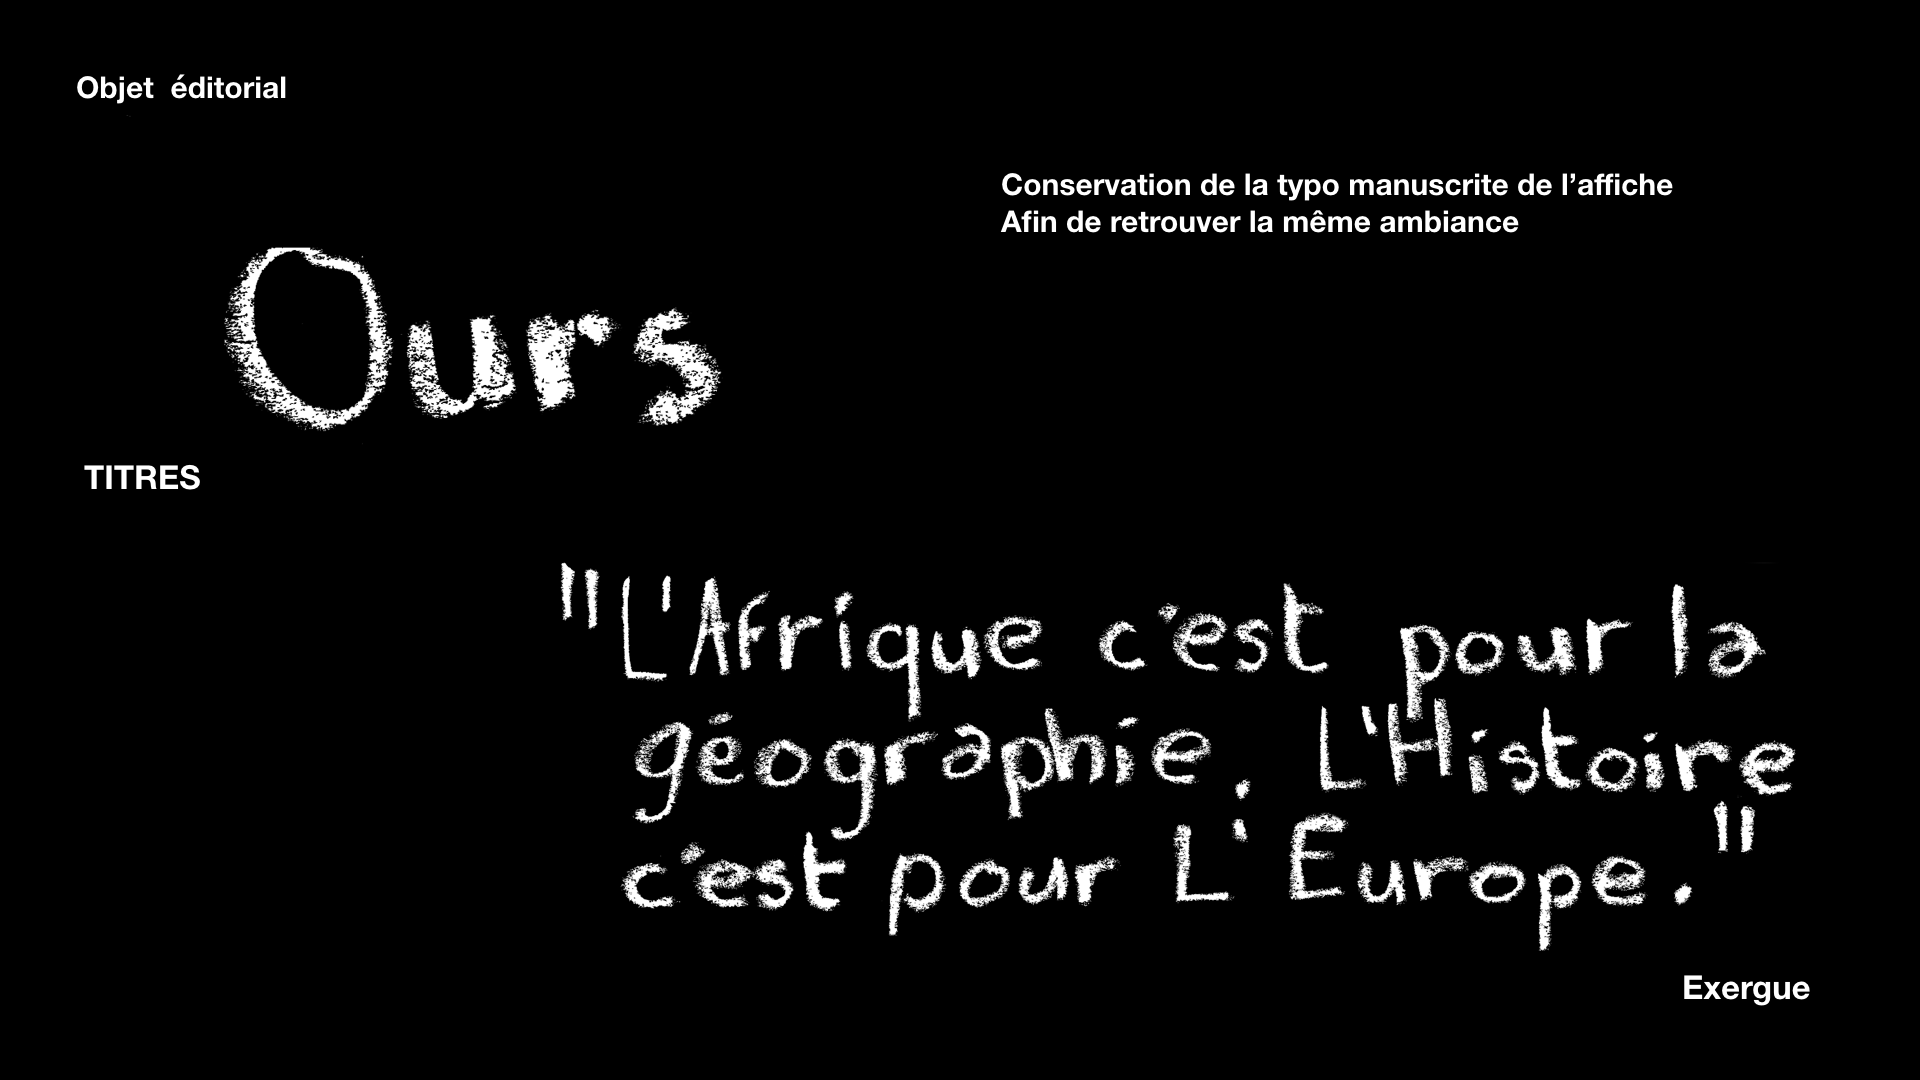 Objet éditorial
Conservation de la typo manuscrite de l’affiche
Afin de retrouver la même ambiance
Ours
TITRES
"L'Afrique c'est pour la
géographie. L'Histoire
c'est pour L'Europe."
Exergue